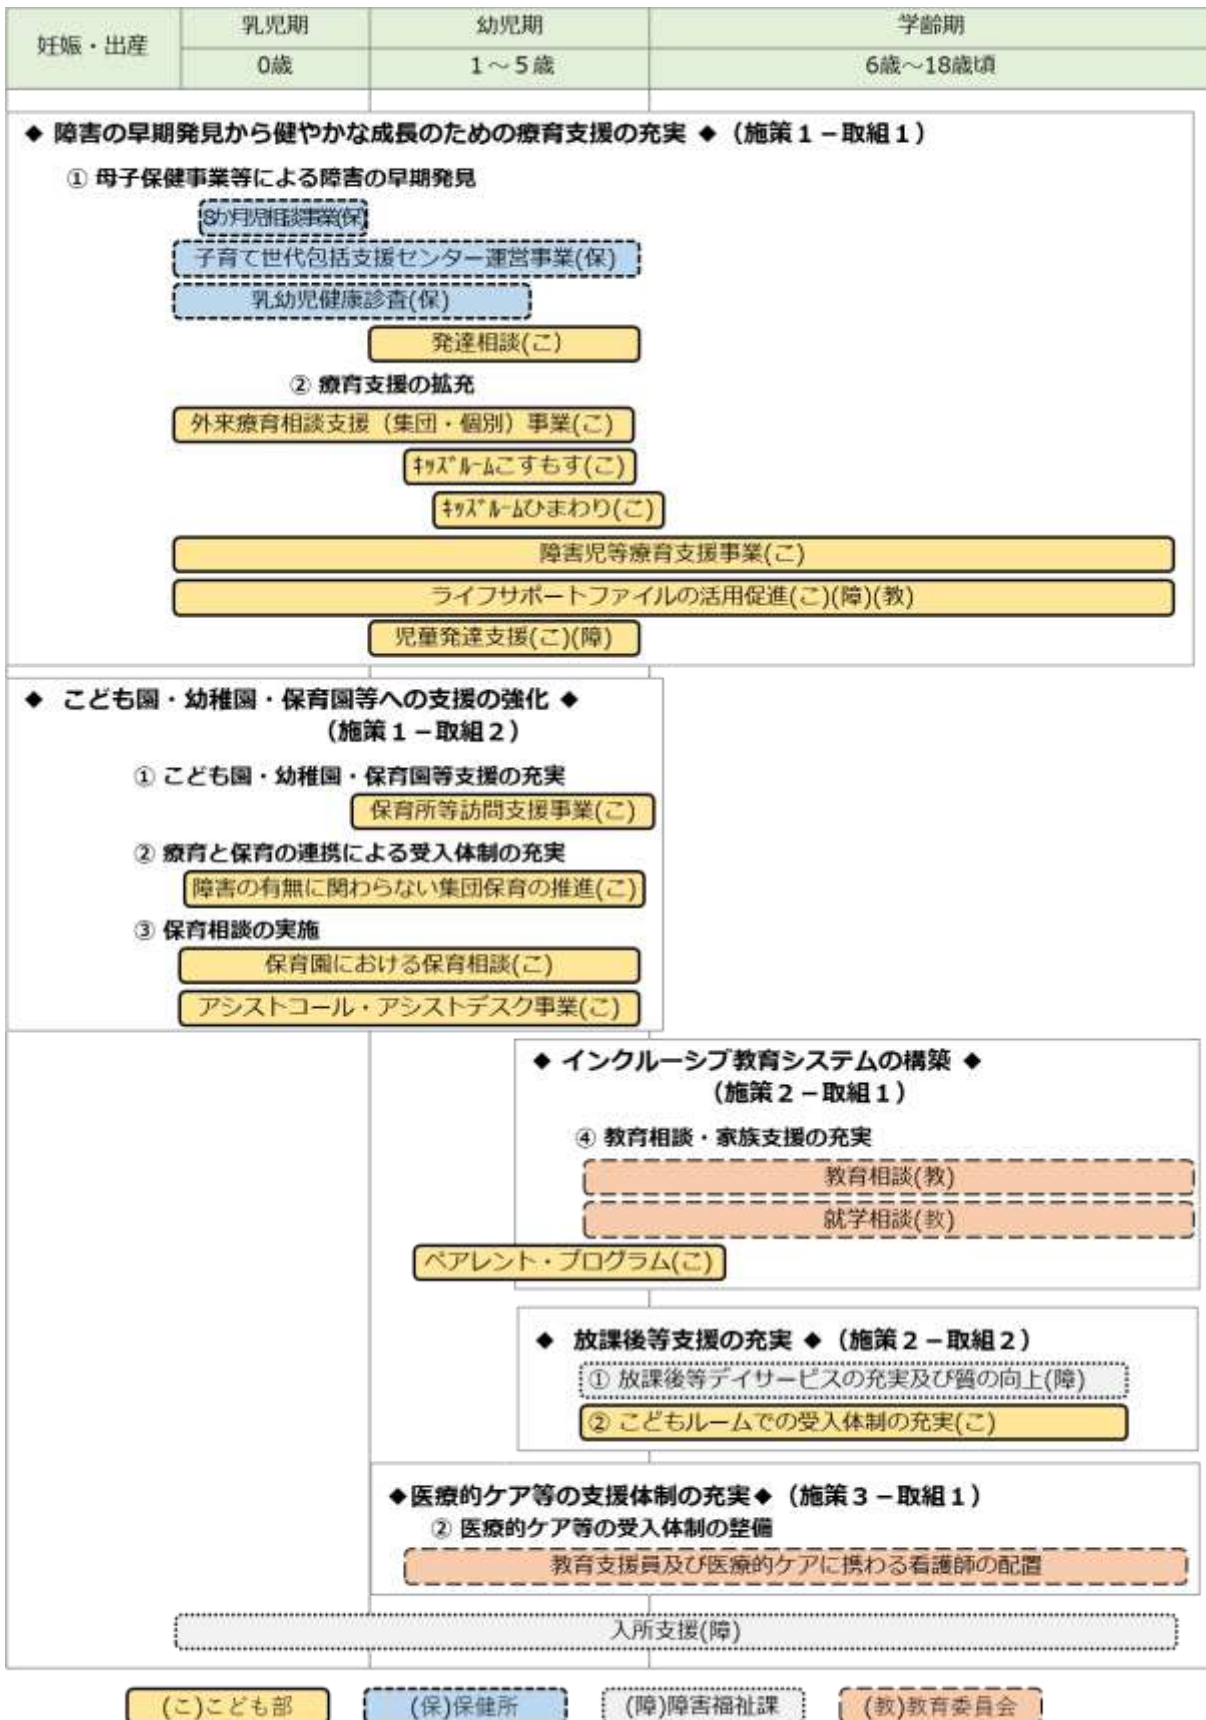 妊娠・出産
乳児期
幼児期
学齢期
0歳
1～5歳
6歳～18歳頃
◆ 障害の早期発見から健やかな成長のための療育支援の充実 ◆（施策1－取組1）
① 母子保健事業等による障害の早期発見
8か月児相談事業(保)
子育て世代包括支援センター運営事業(保)
乳幼児健康診査(保)
発達相談(こ)
② 療育支援の拡充
外来療育相談支援（集団・個別）事業(こ)
ｷｯｽﾞﾙｰﾑこすもす(こ)
ｷｯｽﾞﾙｰﾑひまわり(こ)
障害児等療育支援事業(こ)
ライフサポートファイルの活用促進(こ)(障)(教)
児童発達支援(こ)(障)
◆ こども園・幼稚園・保育園等への支援の強化 ◆
（施策1－取組2）
① こども園・幼稚園・保育園等支援の充実
保育所等訪問支援事業(こ)
② 療育と保育の連携による受入体制の充実
障害の有無に関わらない集団保育の推進(こ)
③ 保育相談の実施
保育園における保育相談(こ)
アシストコール・アシストデスク事業(こ)
◆ インクルーシブ教育システムの構築 ◆
（施策2－取組1）
④ 教育相談・家族支援の充実
教育相談(教)
就学相談(教)
ペアレント・プログラム(こ)
◆ 放課後等支援の充実 ◆（施策2－取組2）
① 放課後等デイサービスの充実及び質の向上(障)
② こどもルームでの受入体制の充実(こ)
◆医療的ケア等の支援体制の充実◆（施策3－取組1）
② 医療的ケア等の受入体制の整備
教育支援員及び医療的ケアに携わる看護師の配置
入所支援(障)
(こ)こども部
(保)保健所
(障)障害福祉課
(教)教育委員会